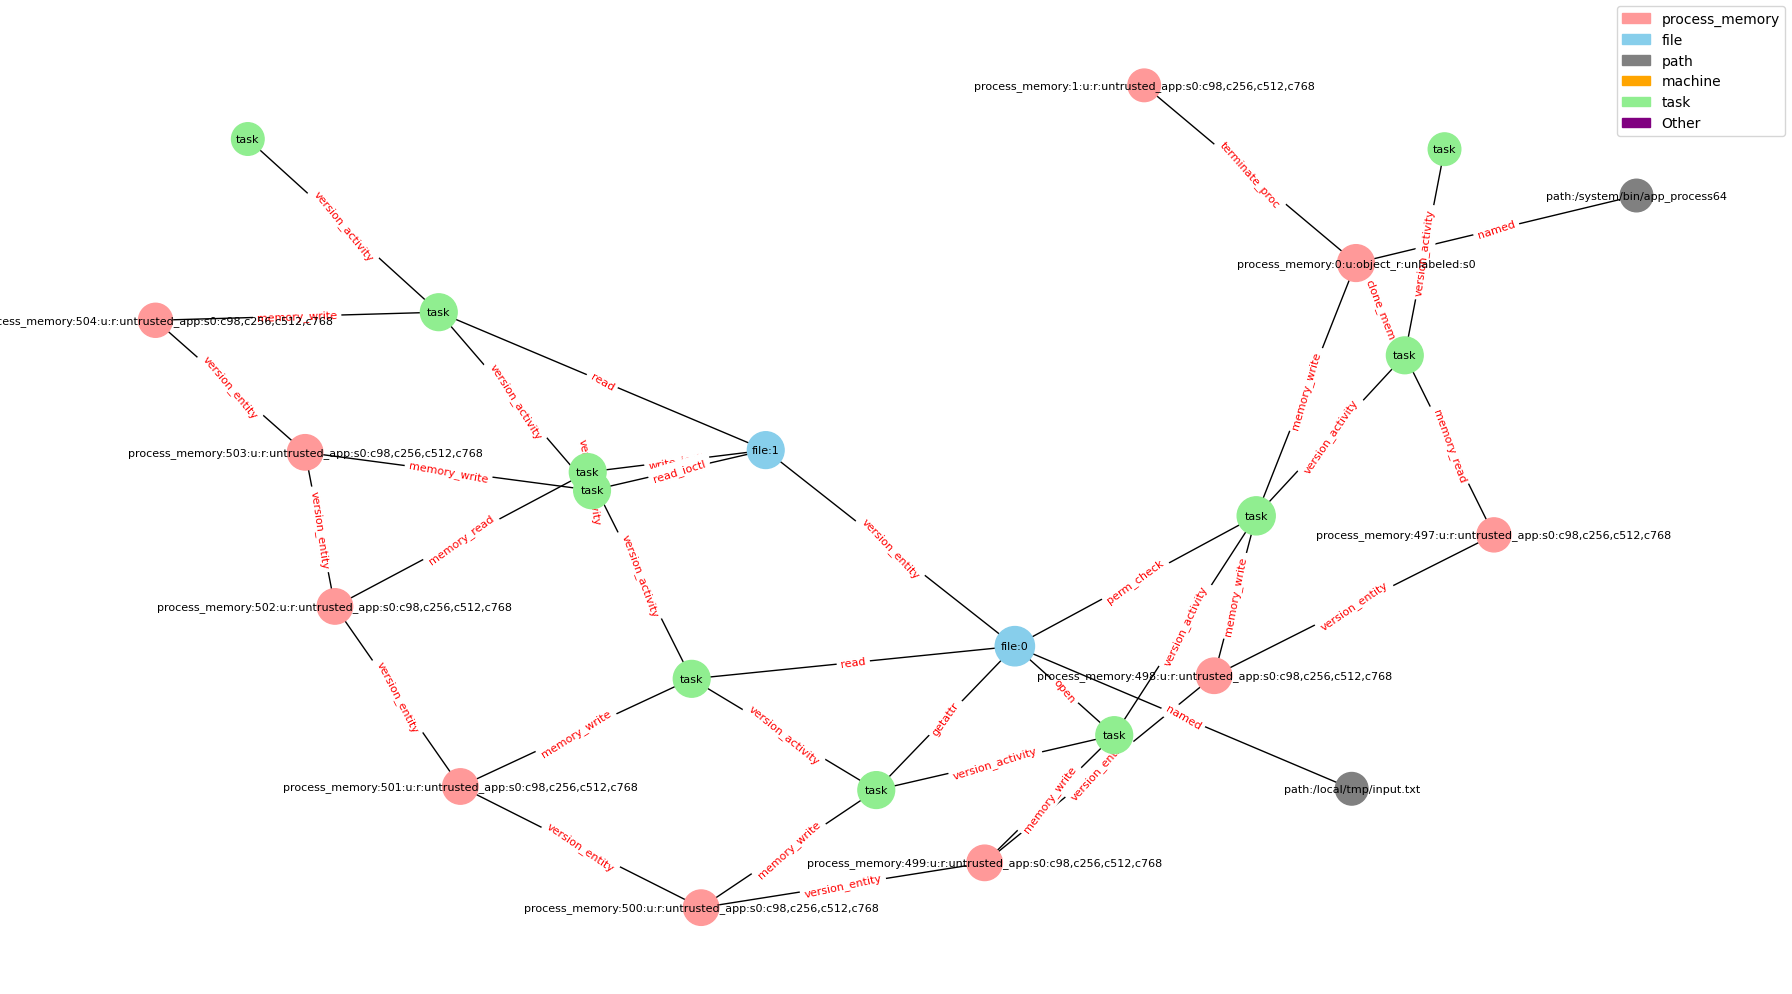 process_memory
file
path
machine
task
Other
process_memory:1:u:r:untrusted_app:s0:c98,c256,c512,c768
task
task
terminate_proc
path:/system/bin/app_process64
version_activity
named
version_activity
process_memory:0:u:object_r:unlabeled:s0
clone_mem
task
memory_write
cess_memory:504:u:r:untrusted_app:s0:c98,c256,c512,c768
task
version_entity
read
version_activity
memory_write
version_activity
memory_read
process_memory:503:u:r:untrusted_app:s0:c98,c256,c512,c768
file:1
memory_write
task
read_ioctl
task
version_entity
memory_read
version_entity
task
process_memory:497:u:r:untrusted_app:s0:c98,c256,c512,c768
version_activity
perm_check
memory_write
version_entity
process_memory:502:u:r:untrusted_app:s0:c98,c256,c512,c768
version_activity
file:0
read
task
process_memory:498:u:r:untrusted_app:s0:c98,c256,c512,c768
open
version_entity
named
getattr
memory_write
version_activity
task
version_activity
process_memory:501:u:r:untrusted_app:s0:c98,c256,c512,c768
task
path:/local/tmp/input.txt
memory_write
version_entity
memory_write
process_memory:499:u:r:untrusted_app:s0:c98,c256,c512,c768
version_entity
process_memory:500:u:r:untrusted_app:s0:c98,c256,c512,c768